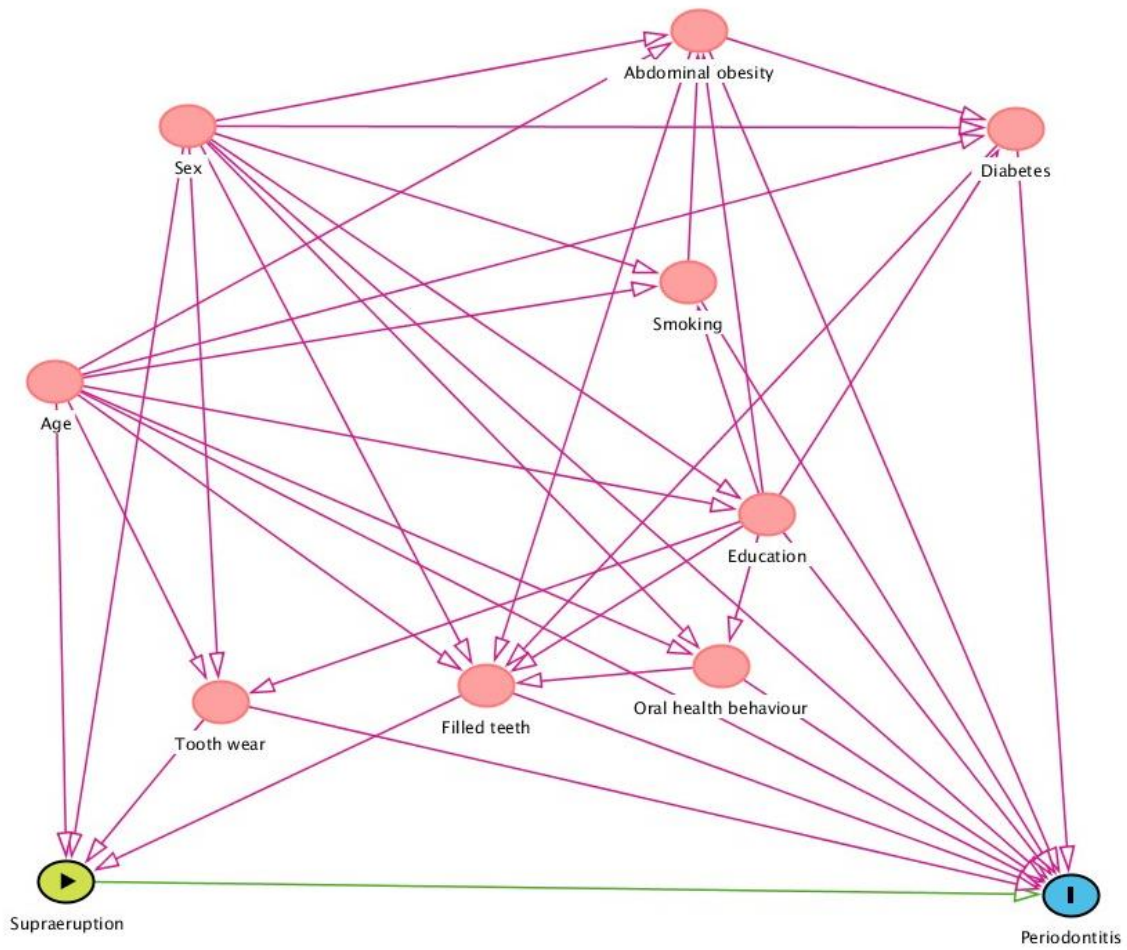 Abdominal obesity
Sex
Diabetes
Smoking
Age
Education
Oral health behaviour
Filled teeth
Tooth wear
Supraeruption
Periodontitis